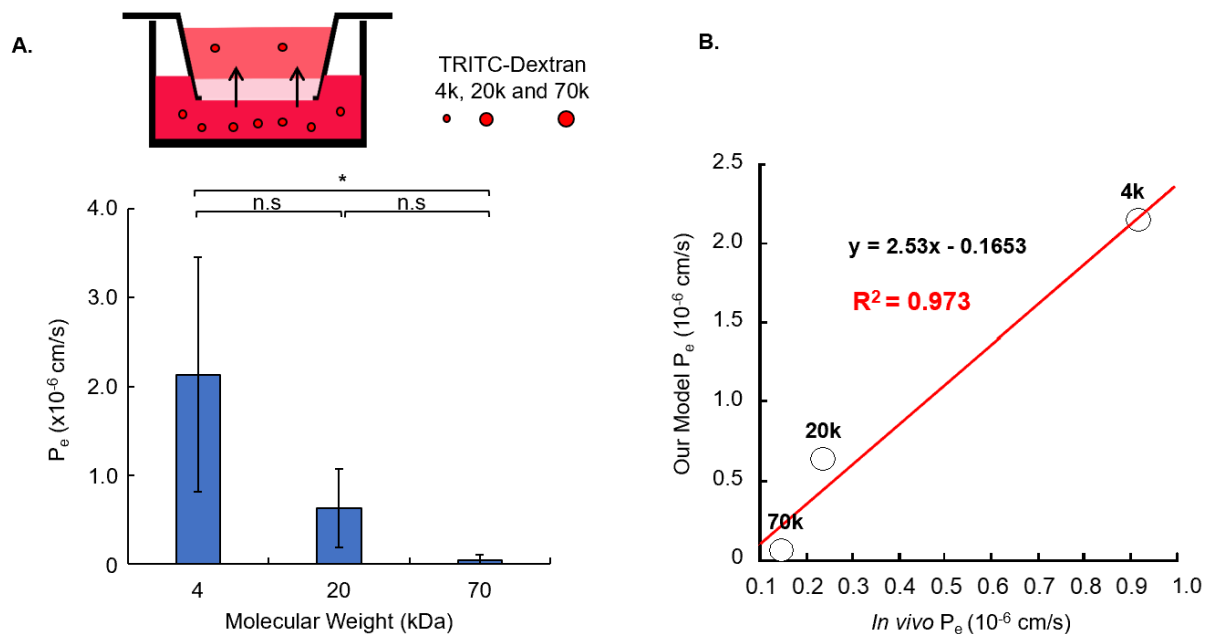 A.
TRITC-Dextran
4k, 20k and 70k
*
n.s
n.s
4.0
3.0
2.0
1.0
0
Pₑ (x10⁻⁶ cm/s)
4
20
70
Molecular Weight (kDa)
B.
2.5
2.0
1.5
1.0
0.5
0
Our Model Pₑ (10⁻⁶ cm/s)
4k
y = 2.53x - 0.1653
R² = 0.973
20k
70k
0.1
0.2
0.3
0.4
0.5
0.6
0.7
0.8
0.9
1.0
In vivo Pₑ (10⁻⁶ cm/s)